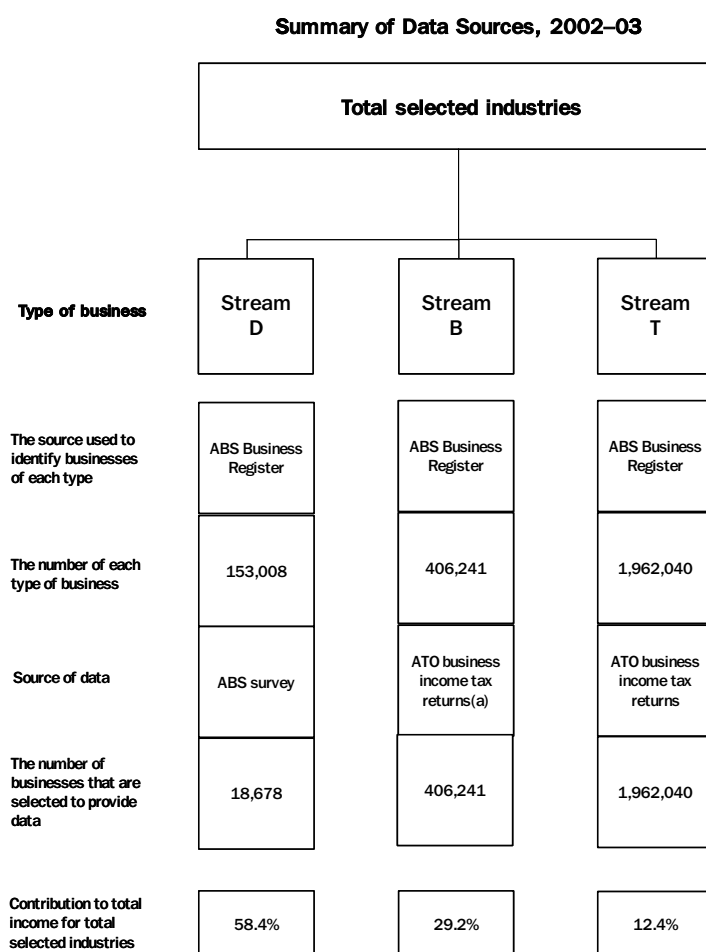 Summary of Data Sources, 2002–03
Total selected industries
Type of business
Stream
D
Stream
B
Stream
T
The source used to
identify businesses
of each type
ABS Business
Register
ABS Business
Register
ABS Business
Register
The number of each
type of business
153,008
406,241
1,962,040
Source of data
ABS survey
ATO business
income tax
returns(a)
ATO business
income tax
returns
The number of
businesses that are
selected to provide
data
18,678
406,241
1,962,040
Contribution to total
income for total
selected industries
58.4%
29.2%
12.4%